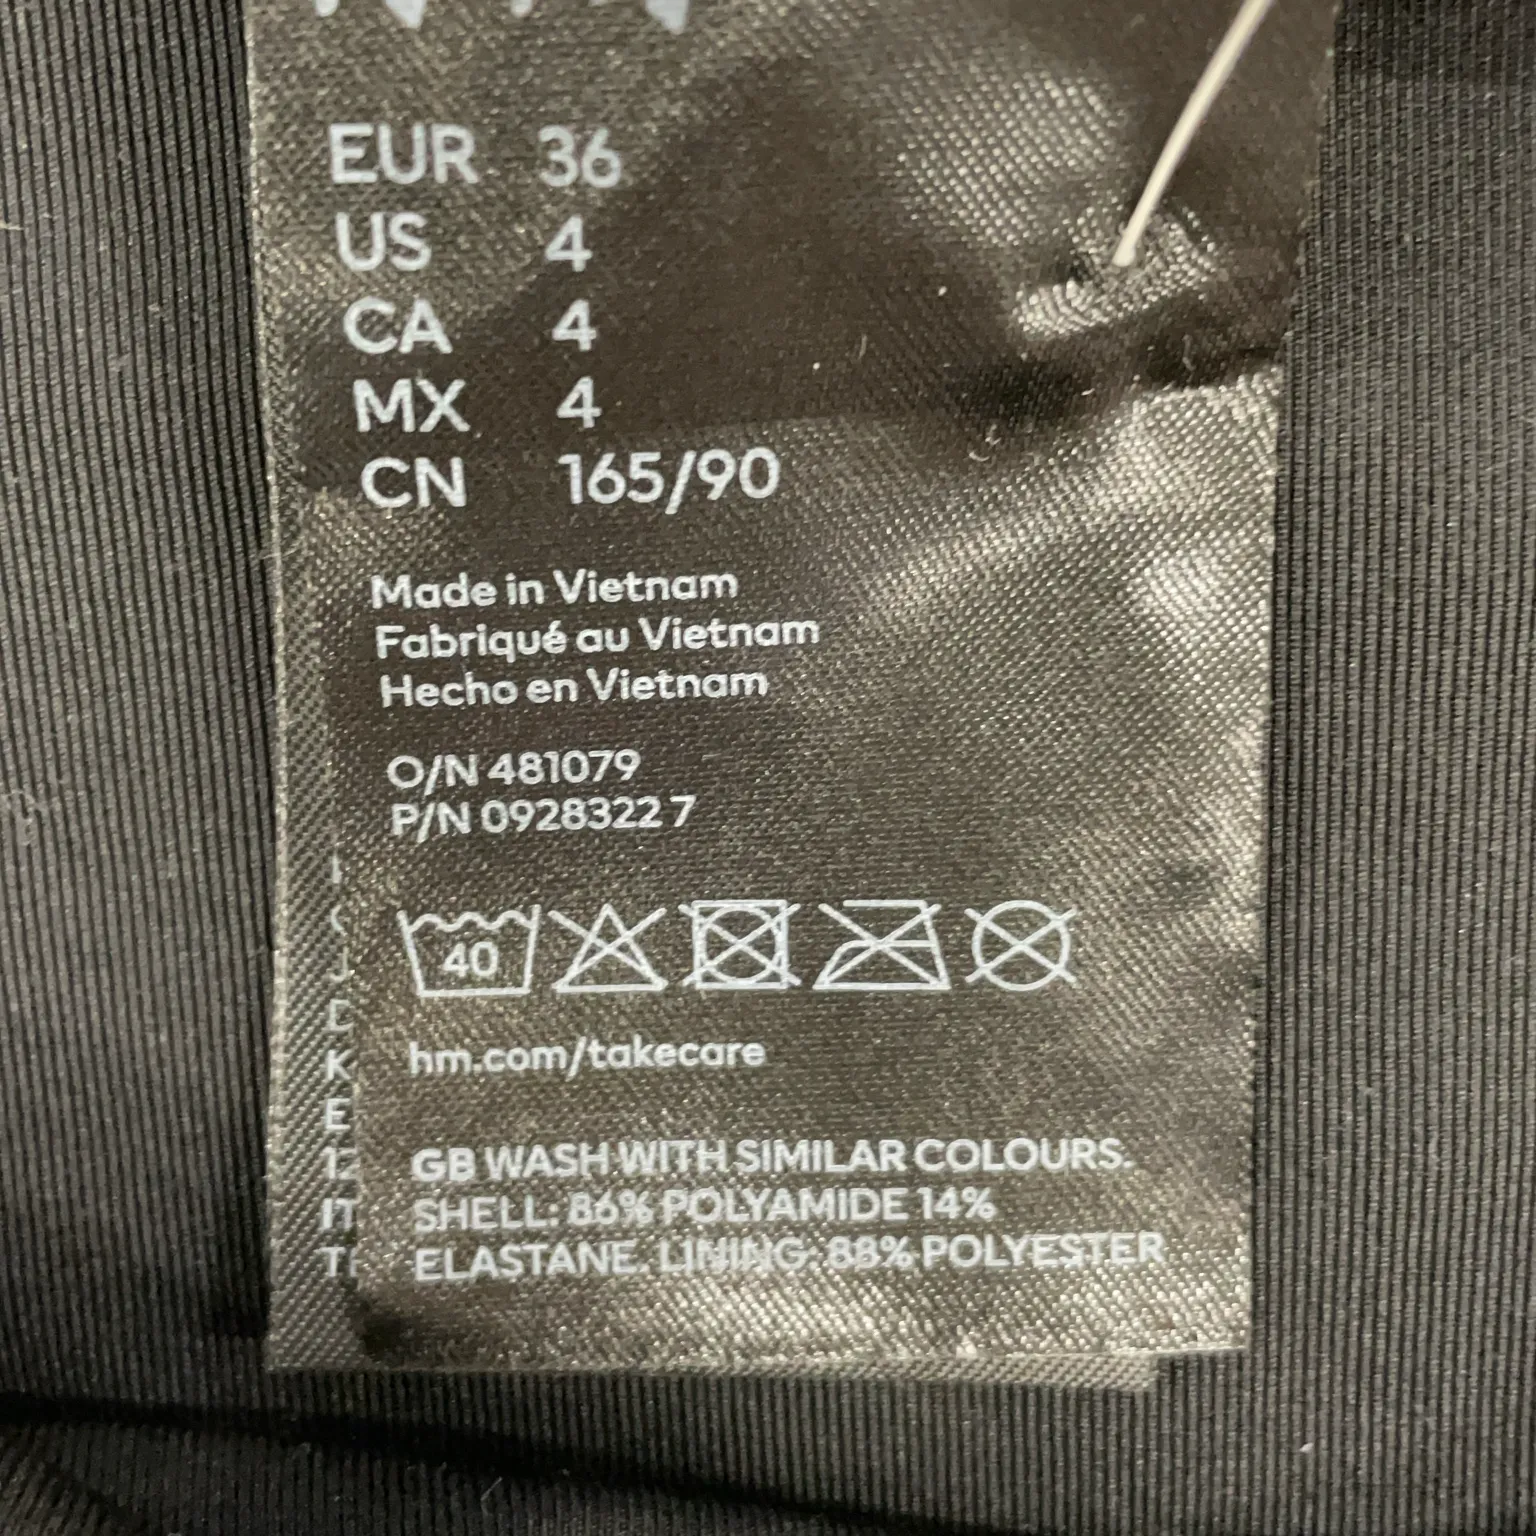 EUR 36
US 4
CA 4
MX 4
CN 165/90
Made in Vietnam
Fabriqué au Vietnam
Hecho en Vietnam
O/N 481079
P/N 0928322 7
40
hm.com/takecare
GB WASH WITH SIMILAR COLOURS.
SHELL: 86% POLYAMIDE 14%
ELASTANE. LINING: 88% POLYESTER
K
E
IT